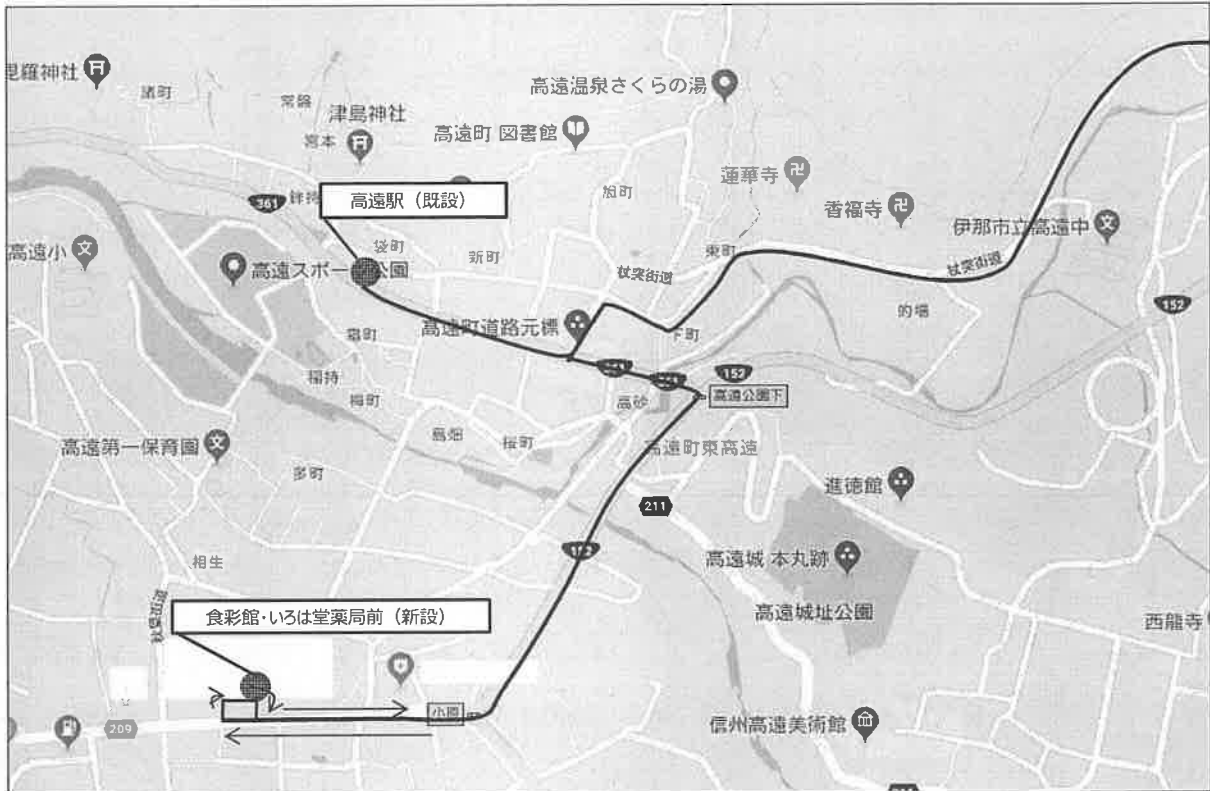 毘羅神社
諸町
常盤
津島神社
宮本
高遠温泉さくらの湯
高遠町 図書館
蓮華寺
香福寺
伊那市立高遠中
旭町
361
鉾持
高遠駅（既設）
袋町
新町
東町
杖突街道
杖突街道
高遠小
高遠スポーツ公園
152
的場
高遠町道路元標
下町
霜町
稲持
梅町
152
高遠公園下
高砂
島畑
桜町
高遠町東高遠
高遠第一保育園
多町
進徳館
211
152
相生
高遠城 本丸跡
高遠城址公園
食彩館・いろは堂薬局前（新設）
西龍寺
小原
209
信州高遠美術館